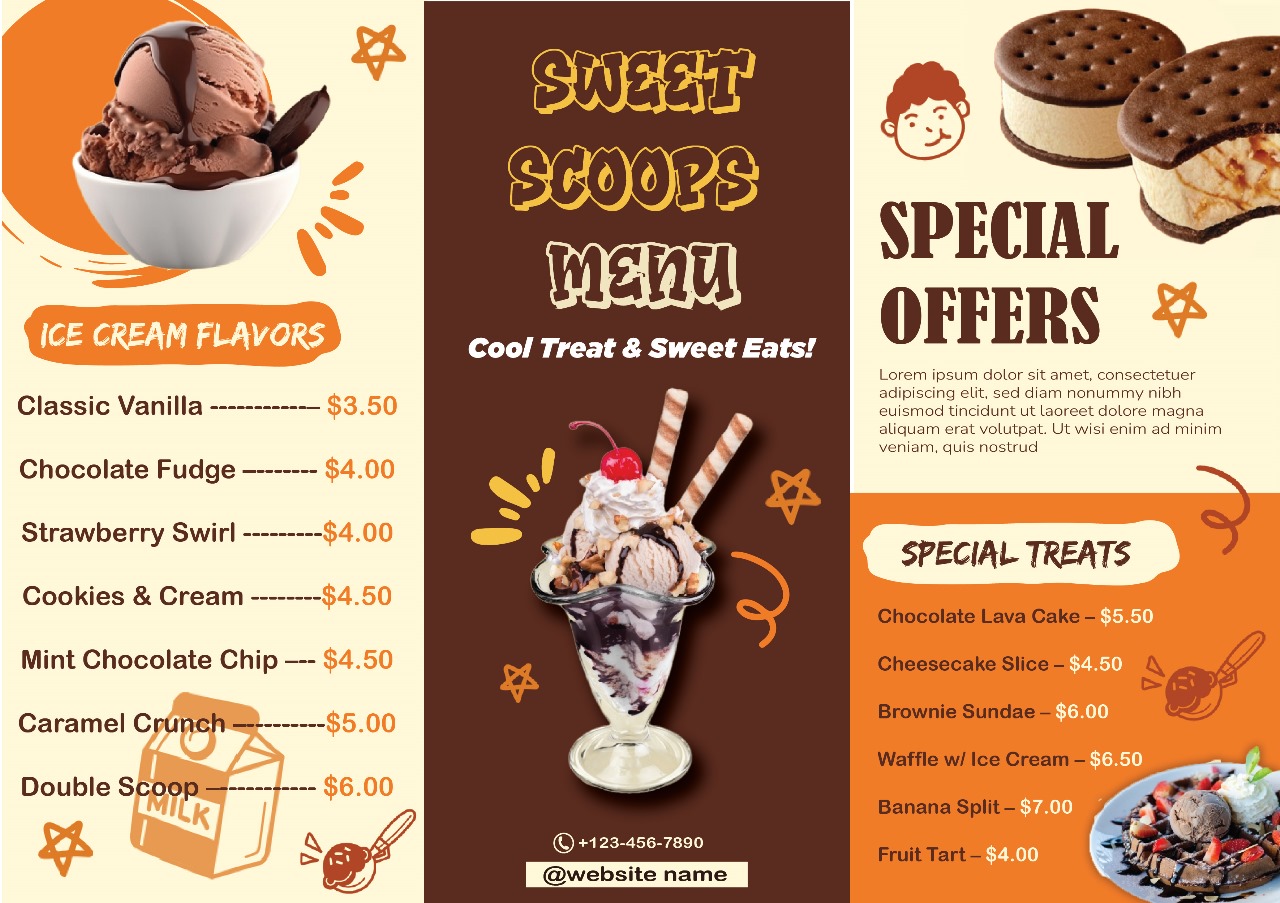 ICE CREAM FLAVORS
Classic Vanilla -----------– $3.50
Chocolate Fudge –------- $4.00
Strawberry Swirl ---------$4.00
Cookies & Cream --------$4.50
Mint Chocolate Chip –-- $4.50
Caramel Crunch –----------$5.00
Double Scoop –----------- $6.00
MILK
SWEET
SCOOPS
MENU
Cool Treat & Sweet Eats!
+123-456-7890
@website name
SPECIAL
OFFERS
Lorem ipsum dolor sit amet, consectetuer
adipiscing elit, sed diam nonummy nibh
euismod tincidunt ut laoreet dolore magna
aliquam erat volutpat. Ut wisi enim ad minim
veniam, quis nostrud
SPECIAL TREATS
Chocolate Lava Cake – $5.50
Cheesecake Slice – $4.50
Brownie Sundae – $6.00
Waffle w/ Ice Cream – $6.50
Banana Split – $7.00
Fruit Tart – $4.00